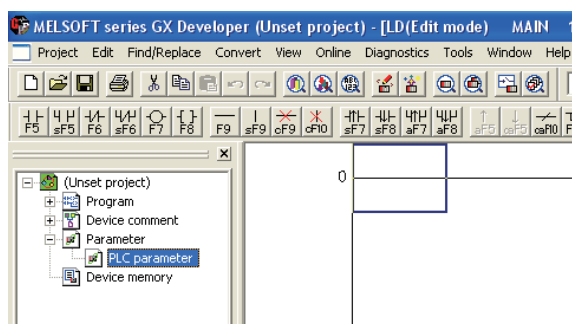 MELSOFT series GX Developer (Unset project) - [LD(Edit mode) MAIN
Project Edit Find/Replace Convert View Online Diagnostics Tools Window Help
F5 sF5 F6 sF6 F7 F8 F9 sF9 cF9 cF10 sF7 sF8 aF7 aF8 aF5 caF5 caF10
(Unset project)
Program
Device comment
Parameter
PLC parameter
Device memory
0